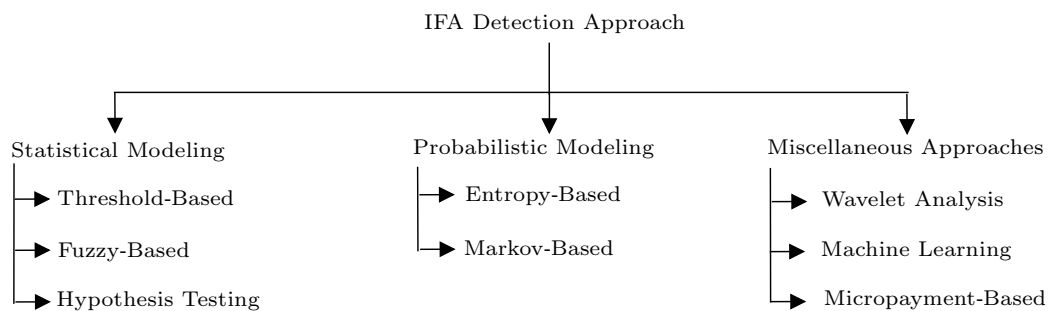 IFA Detection Approach
Statistical Modeling
Threshold-Based
Fuzzy-Based
Hypothesis Testing
Probabilistic Modeling
Entropy-Based
Markov-Based
Miscellaneous Approaches
Wavelet Analysis
Machine Learning
Micropayment-Based